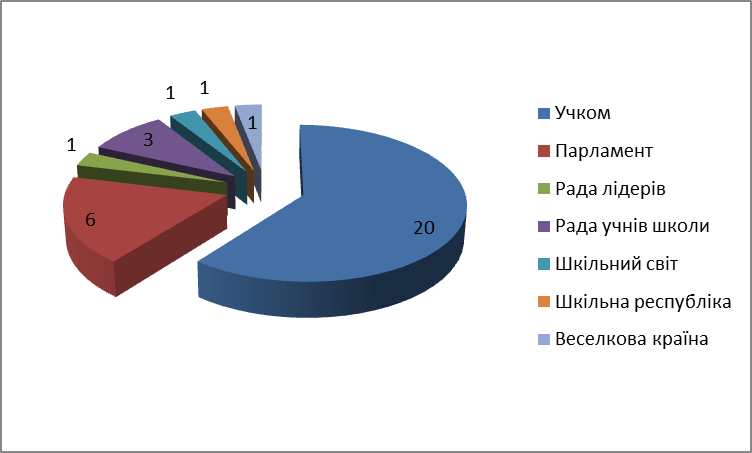 1
1
1
3
1
6
20
Учком
Парламент
Рада лідерів
Рада учнів школи
Шкільний світ
Шкільна республіка
Веселкова країна